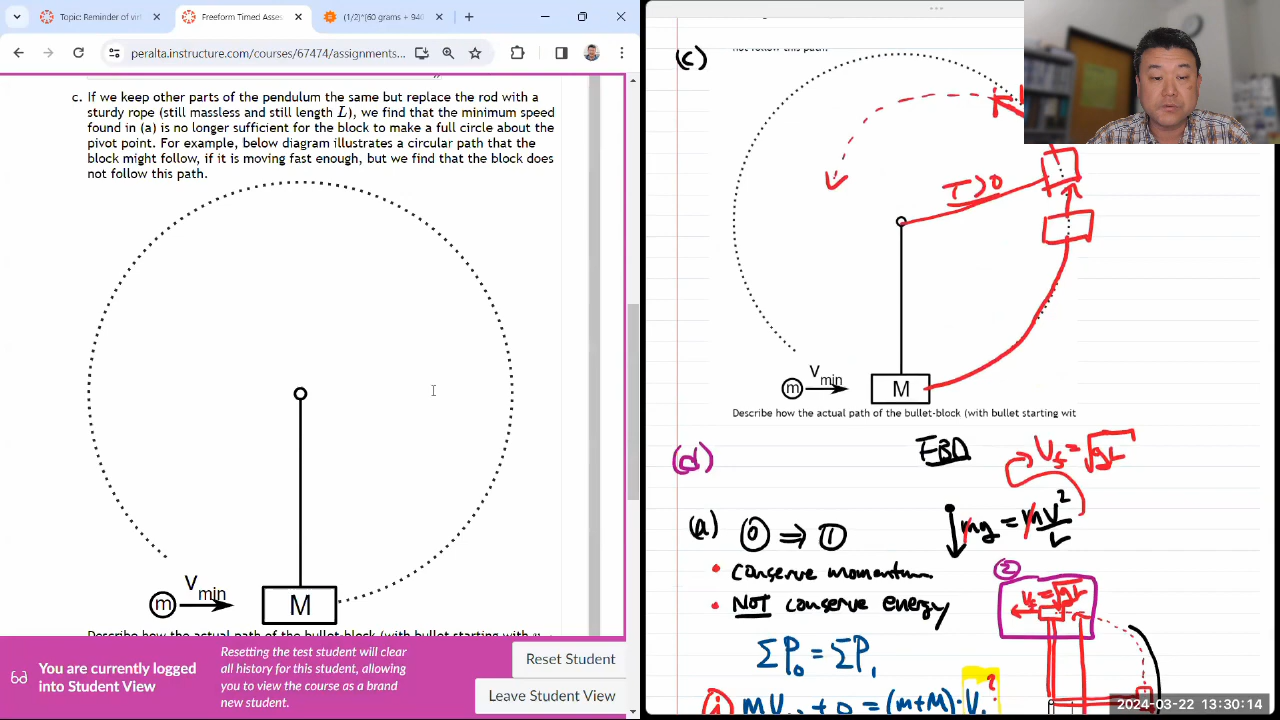 Topic: Reminder of vir
Freeform Timed Asses
(1/2)*(60 grams + 940
peralta.instructure.com/courses/67474/assignments...
c. If we keep other parts of the pendulum the same but replace the rod with a
sturdy rope (still massless and still length L), we find that the minimum speed
found in (a) is no longer sufficient for the block to make a full circle about the
pivot point. For example, below diagram illustrates a circular path that the
block might follow, if it is moving fast enough, but we find that the block does
not follow this path.
Vmin
m
M
You are currently logged
into Student View
Resetting the test student will clear
all history for this student, allowing
you to view the course as a brand
new student.
Reset Student
Leave Student View
(c)
not follow this path.
T>0
Vmin
m
M
Describe how the actual path of the bullet-block (with bullet starting wit
(d)
FBD
Vf = √gL
mg = mV²/L
(a) ⓪ ⇒ ①
• conserve momentum
• NOT conserve energy
②
Vf = √gL
ΣP₀ = ΣP₁
2024-03-22 13:30:14